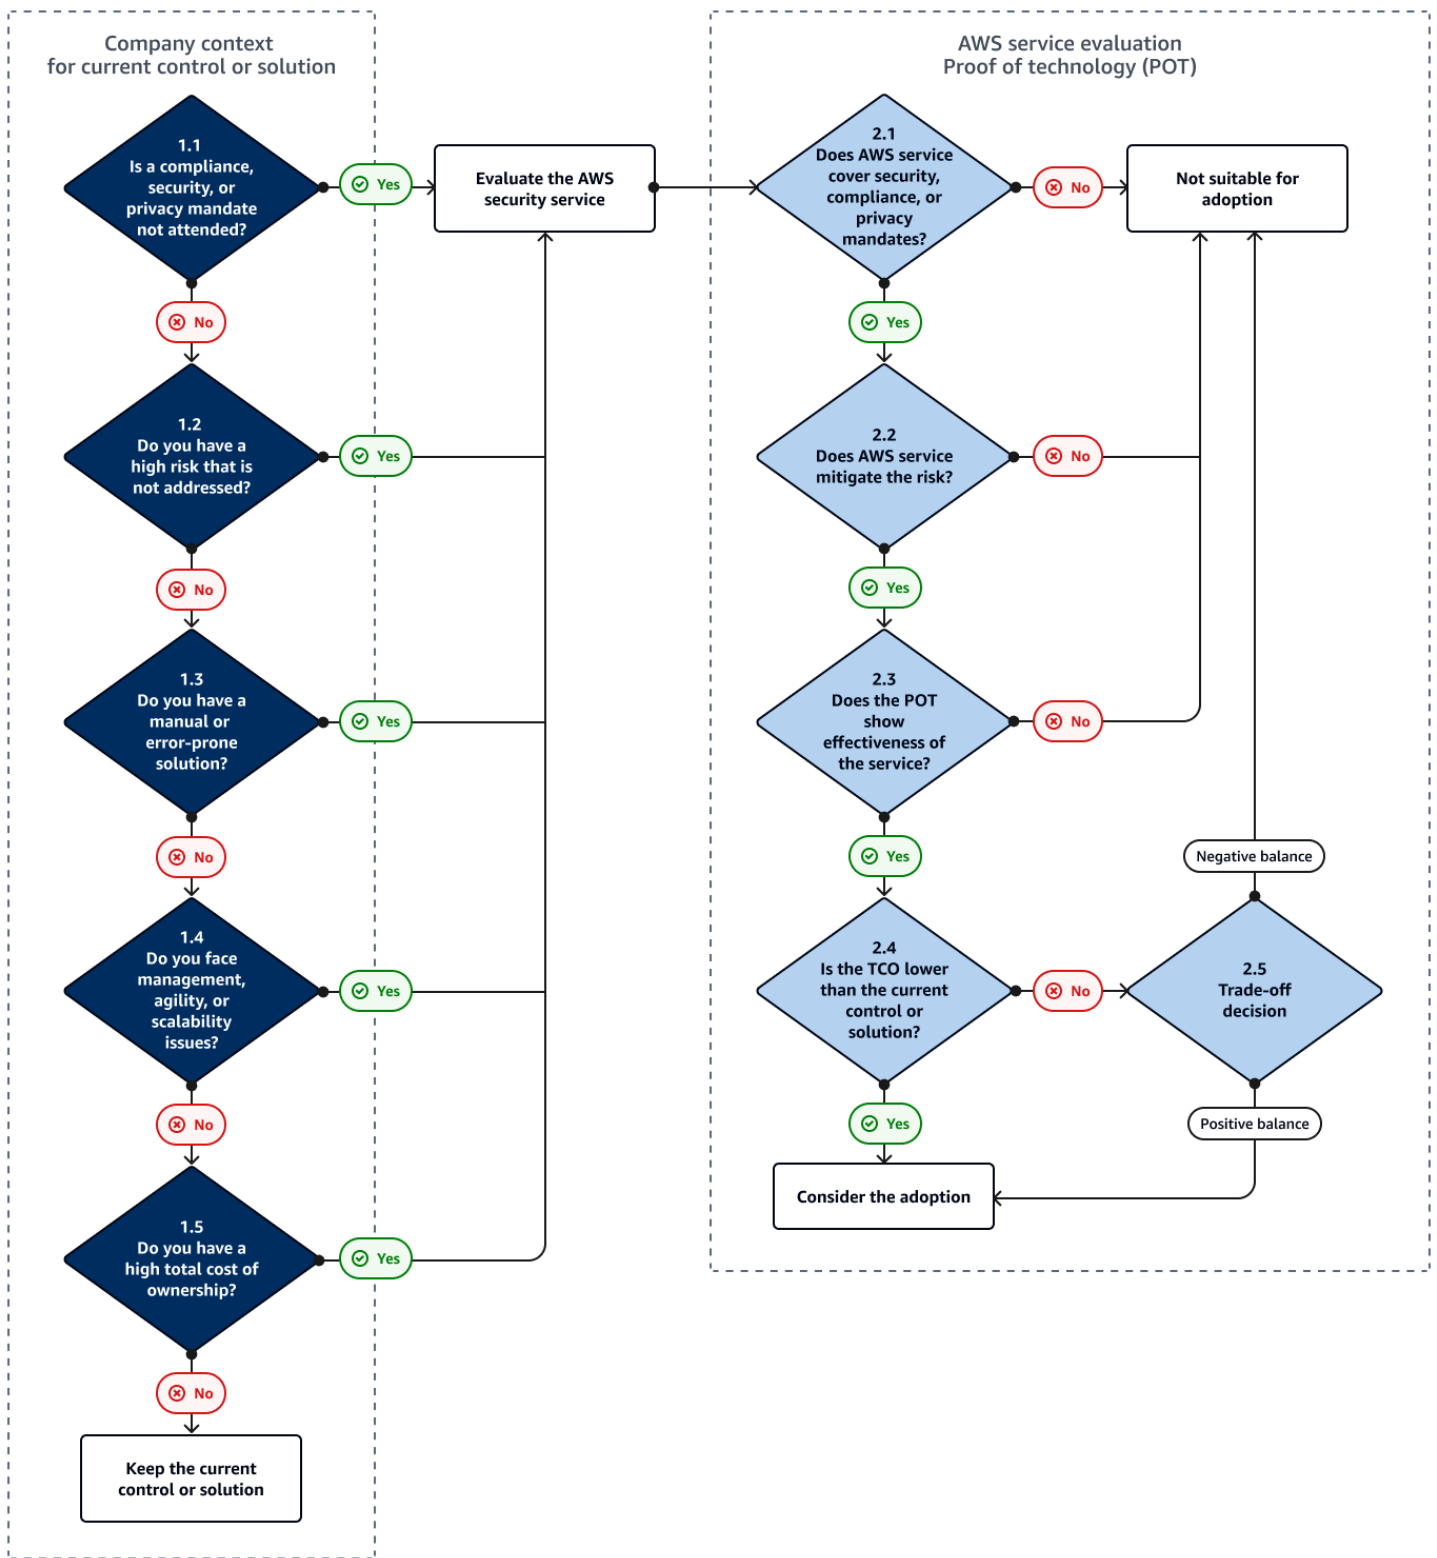 Company context
for current control or solution
1.1
Is a compliance,
security, or
privacy mandate
not attended?
Yes
No
1.2
Do you have a
high risk that is
not addressed?
Yes
No
1.3
Do you have a
manual or
error-prone
solution?
Yes
No
1.4
Do you face
management,
agility, or
scalability
issues?
Yes
No
1.5
Do you have a
high total cost of
ownership?
Yes
No
Keep the current
control or solution
Evaluate the AWS
security service
AWS service evaluation
Proof of technology (POT)
2.1
Does AWS service
cover security,
compliance, or
privacy
mandates?
No
Not suitable for
adoption
Yes
2.2
Does AWS service
mitigate the risk?
No
Yes
2.3
Does the POT
show
effectiveness of
the service?
No
Yes
2.4
Is the TCO lower
than the current
control or
solution?
No
Negative balance
2.5
Trade-off
decision
Yes
Positive balance
Consider the adoption